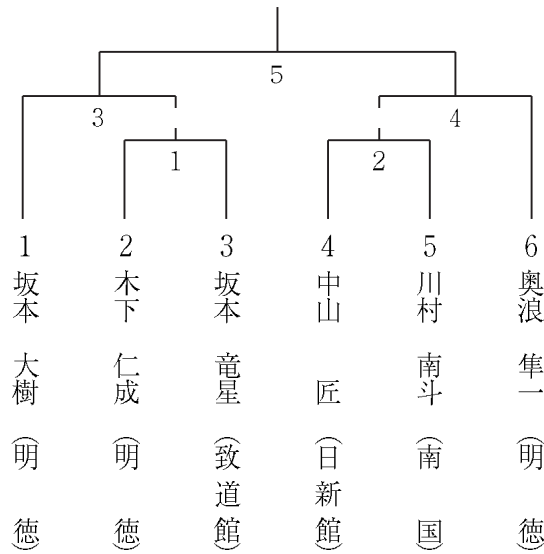 5
3
4
1
2
1 坂本 大樹 (明 徳)
2 木下 仁成 (明 徳)
3 坂本 竜星 (致道館)
4 中山 匠 (日新館)
5 川村 南斗 (南 国)
6 奥浪 隼一 (明 徳)